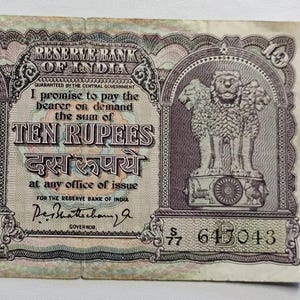 RESERVE BANK
OF INDIA
GUARANTEED BY THE CENTRAL GOVERNMENT
I promise to pay the
bearer on demand
the sum of
TEN RUPEES
दस रूपये
at any office of issue
FOR THE RESERVE BANK OF INDIA
GOVERNOR.
S/77 647043
10